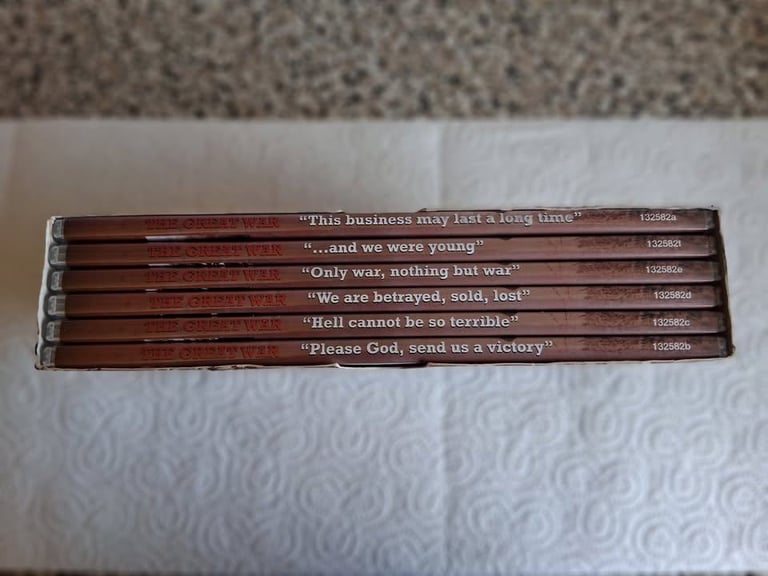 THE GREAT WAR "This business may last a long time" 132582a
THE GREAT WAR "...and we were young" 132582f
THE GREAT WAR "Only war, nothing but war" 132582e
THE GREAT WAR "We are betrayed, sold, lost" 132582d
THE GREAT WAR "Hell cannot be so terrible" 132582c
THE GREAT WAR "Please God, send us a victory" 132582b